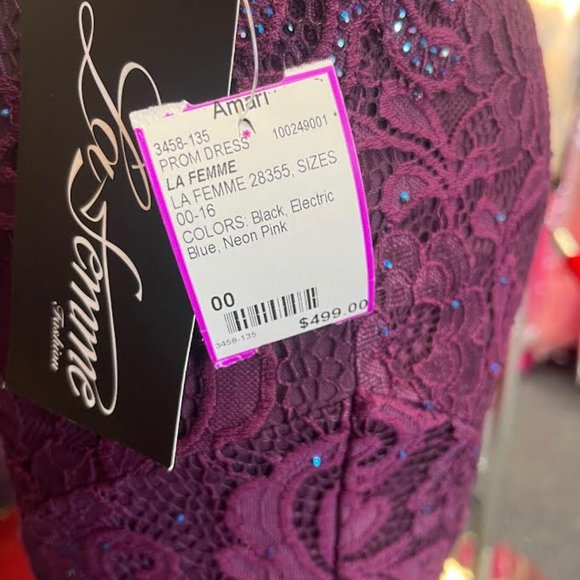 La Femme
Fashion
Amari
3458-135 100249001
PROM DRESS
LA FEMME
LA FEMME 28355, SIZES
00-16
COLORS: Black, Electric
Blue, Neon Pink
00
3458-135
$499.00